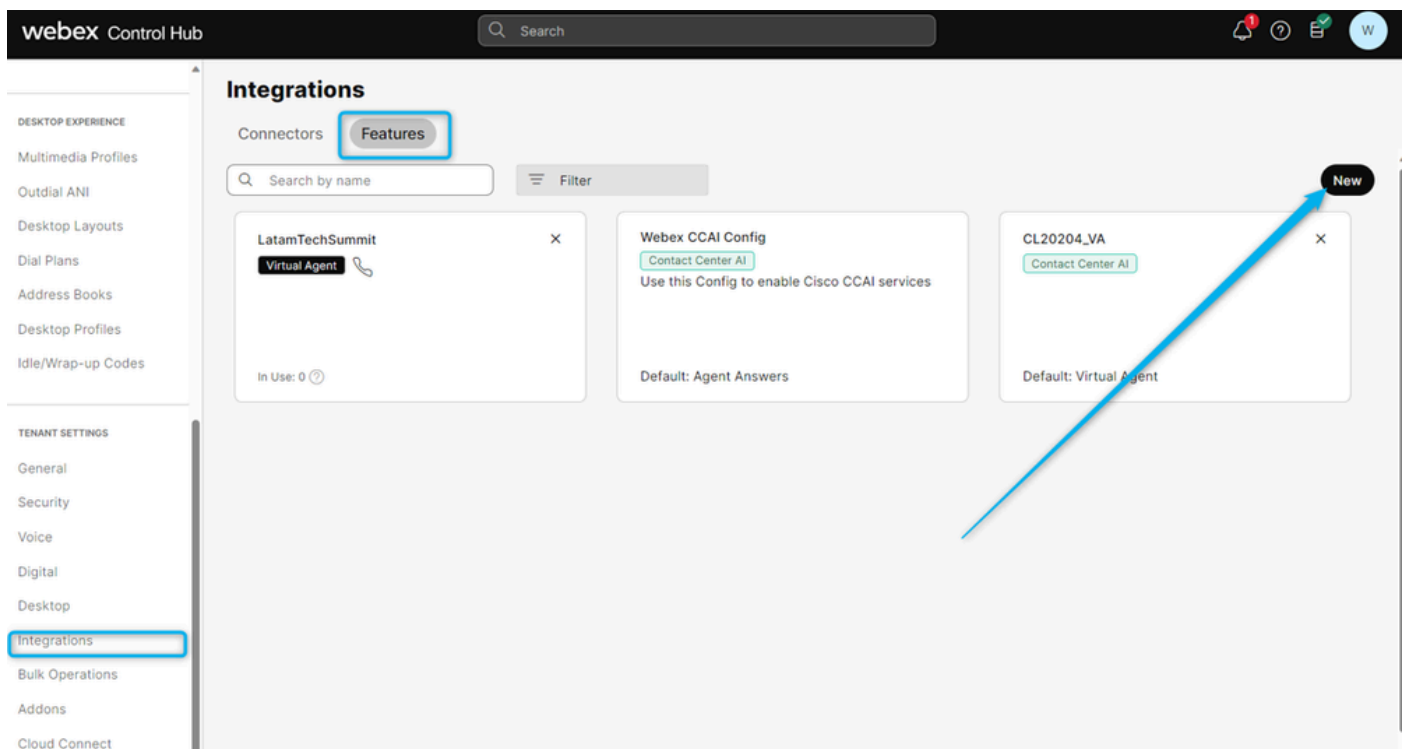 webex Control Hub
Search
1
W
DESKTOP EXPERIENCE
Multimedia Profiles
Outdial ANI
Desktop Layouts
Dial Plans
Address Books
Desktop Profiles
Idle/Wrap-up Codes
TENANT SETTINGS
General
Security
Voice
Digital
Desktop
Integrations
Bulk Operations
Addons
Cloud Connect
Integrations
Connectors Features
Search by name
Filter
New
LatamTechSummit
Virtual Agent
In Use: 0
Webex CCAI Config
Contact Center AI
Use this Config to enable Cisco CCAI services
Default: Agent Answers
CL20204_VA
Contact Center AI
Default: Virtual Agent